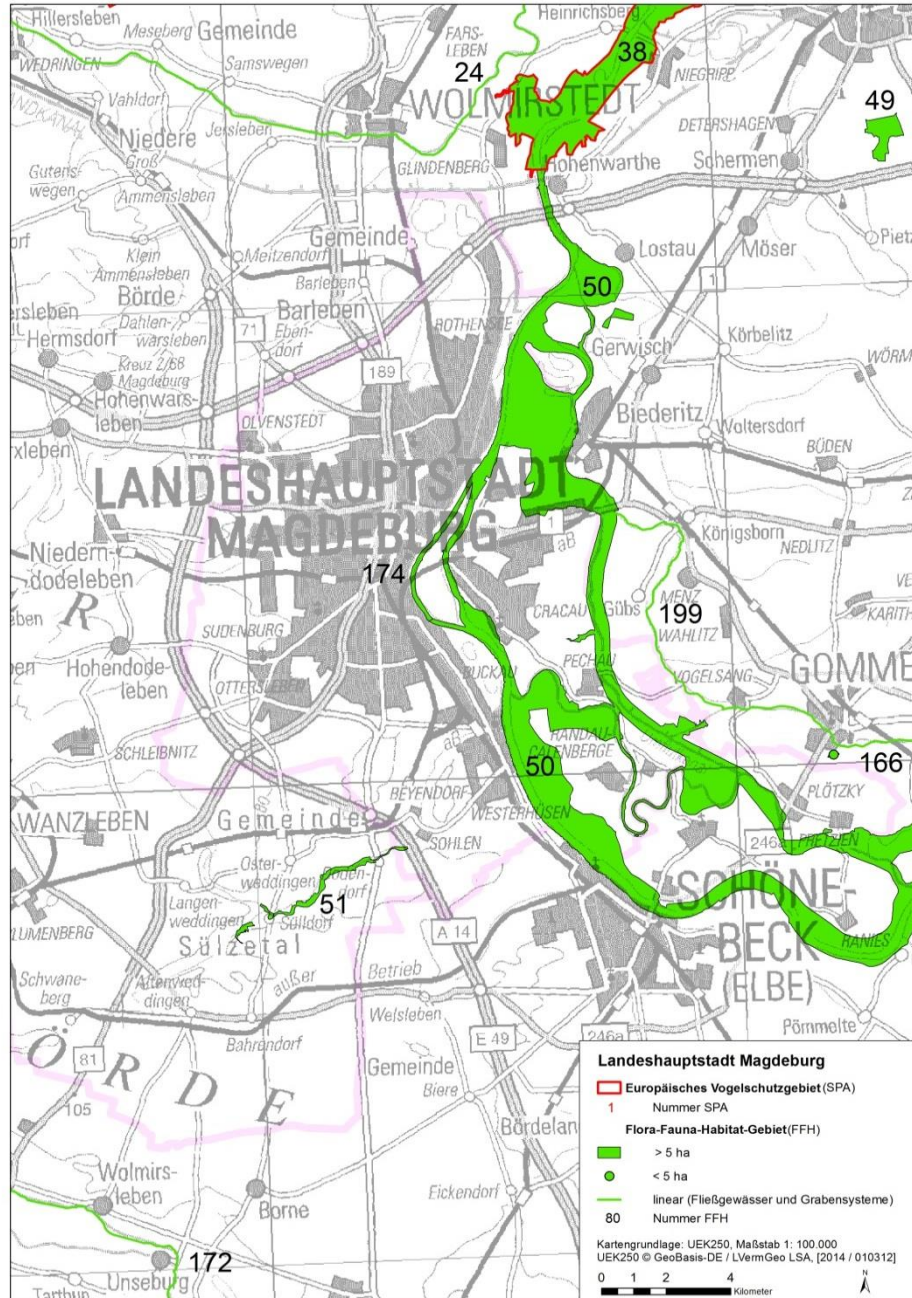 Hillersleben
Meseberg
Gemeinde
Heinrichsberg
FARS-
LEBEN
38
WEDRINGEN
Samswegen
24
NIEGRIPP
WOLMIRSTEDT
49
Vahldorf
Niedere
Jersleben
DETERSHAGEN
Groß
Ammensleben
GLINDENBERG
Hohenwarthe
Schermen
Gutens-
wegen
Gemeinde
Lostau
Möser
Klein
Ammensleben
Meitzendorf
Börde
Barleben
50
1
Dahlen-
warsleben
Barleben
71
Eben-
dorf
ROTHENSEE
Körbelitz
Hermsdorf
Gerwisch
Kreuz 2/68
Magdeburg
189
Hohenwars-
leben
Biederitz
OLVENSTEDT
Woltersdorf
BÜDEN
LANDESHAUPTSTADT
MAGDEBURG
1
aB
Königsborn
NEDLITZ
Niedern-
dodeleben
174
CRACAU
Gübs
MENZ
199
WAHLITZ
R
SUDENBURG
Hohendode-
leben
BUCKAU
PECHAU
VOGELSANG
GOMME
OTTERSLEBEN
SCHLEIBNITZ
aB
RANDAU-
CALENBERGE
50
166
BEYENDORF
PLÖTZKY
WANZLEBEN
Gemeinde
WESTERHÜSEN
SOHLEN
246a
PRETZIEN
Oster-
weddingen
Langen-
weddingen
51
Sülldorf
SCHÖNE-
BECK
(ELBE)
Sülzetal
A 14
RANIES
Schwane-
berg
Altenwed-
dingen
außer
Betrieb
Welsleben
Pömmelte
Bahrendorf
E 49
246a
Ö R D E
81
Gemeinde
Biere
105
Bördelan
Wolmirs-
leben
Eickendorf
Borne
172
Unseburg
Tarthun
Landeshauptstadt Magdeburg
Europäisches Vogelschutzgebiet (SPA)
1 Nummer SPA
Flora-Fauna-Habitat-Gebiet (FFH)
> 5 ha
< 5 ha
linear (Fließgewässer und Grabensysteme)
80 Nummer FFH
Kartengrundlage: UEK250, Maßstab 1: 100.000
UEK250 © GeoBasis-DE / LVermGeo LSA, [2014 / 010312]
0 1 2 4
Kilometer
N